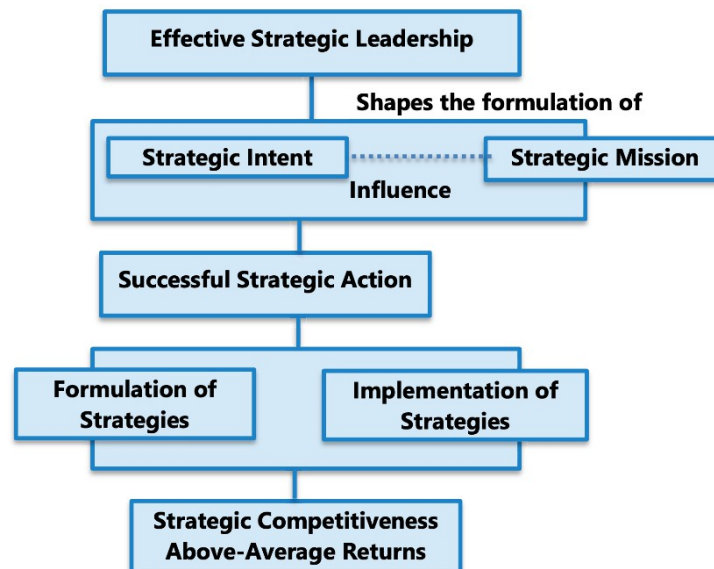 Effective Strategic Leadership
Shapes the formulation of
Strategic Intent
Strategic Mission
Influence
Successful Strategic Action
Formulation of
Strategies
Implementation of
Strategies
Strategic Competitiveness
Above-Average Returns